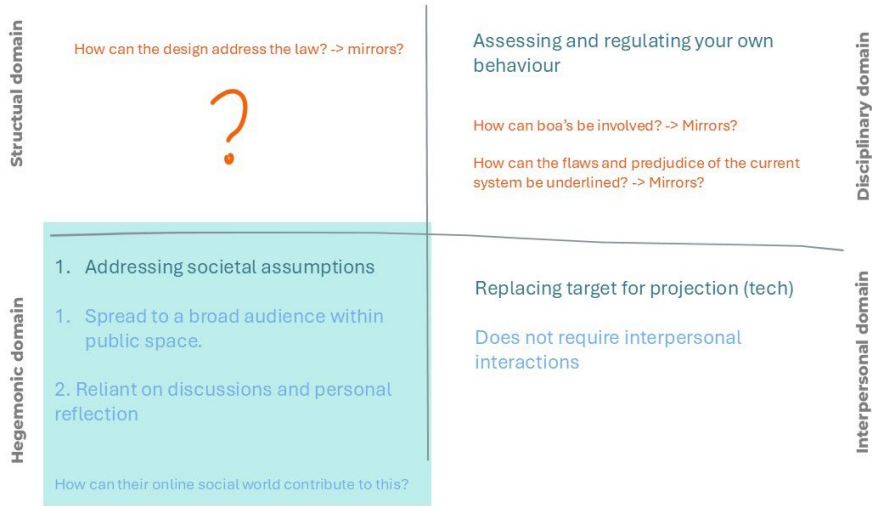 Structual domain
How can the design address the law? -> mirrors?
?
Assessing and regulating your own
behaviour
How can boa's be involved? -> Mirrors?
How can the flaws and predjudice of the current
system be underlined? -> Mirrors?
Disciplinary domain
Hegemonic domain
1. Addressing societal assumptions
1. Spread to a broad audience within
public space.
2. Reliant on discussions and personal
reflection
How can their online social world contribute to this?
Replacing target for projection (tech)
Does not require interpersonal
interactions
Interpersonal domain